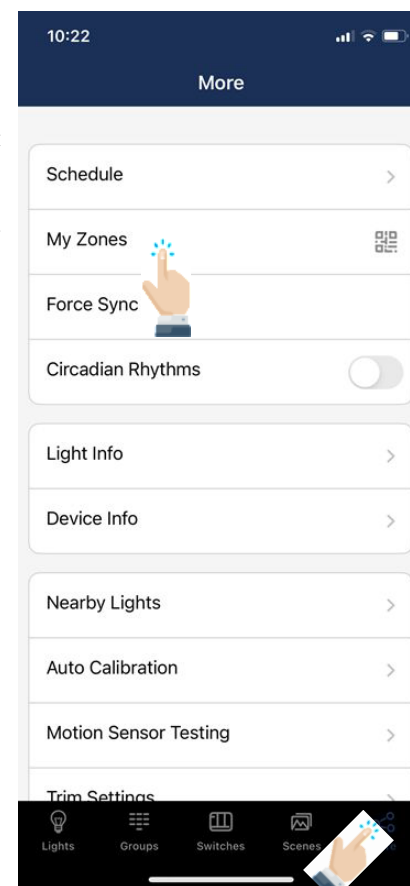 10:22
More
Schedule
My Zones
Force Sync
Circadian Rhythms
Light Info
Device Info
Nearby Lights
Auto Calibration
Motion Sensor Testing
Trim Settings
Lights Groups Switches Scenes